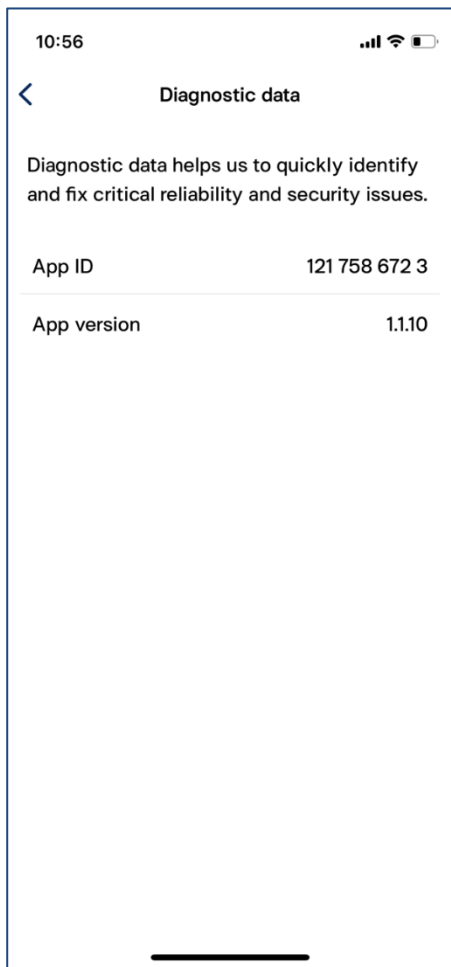 10:56
Diagnostic data
Diagnostic data helps us to quickly identify
and fix critical reliability and security issues.
App ID 121 758 672 3
App version 1.1.10